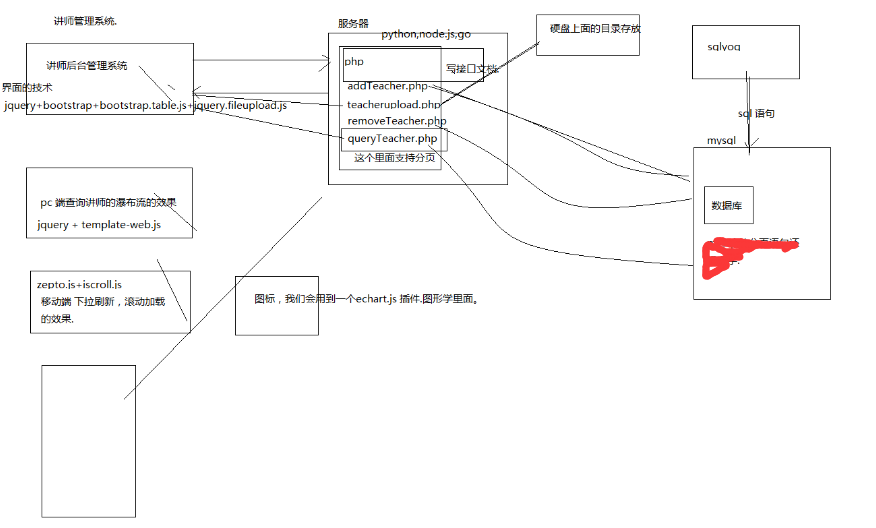 讲师管理系统.
服务器
python,node.js,go
硬盘上面的目录存放
sqlyog
讲师后台管理系统
php
写接口文档.
界面的技术
jquery+bootstrap+bootstrap.table.js+jquery.fileupload.js
addTeacher.php
teacherupload.php
removeTeacher.php
queryTeacher.php
这个里面支持分页
sql 语句
mysql
数据库
pc 端查询讲师的瀑布流的效果
jquery + template-web.js
zepto.js+iscroll.js
移动端 下拉刷新，滚动加载
的效果.
图标，我们会用到一个echart.js 插件.图形学里面。